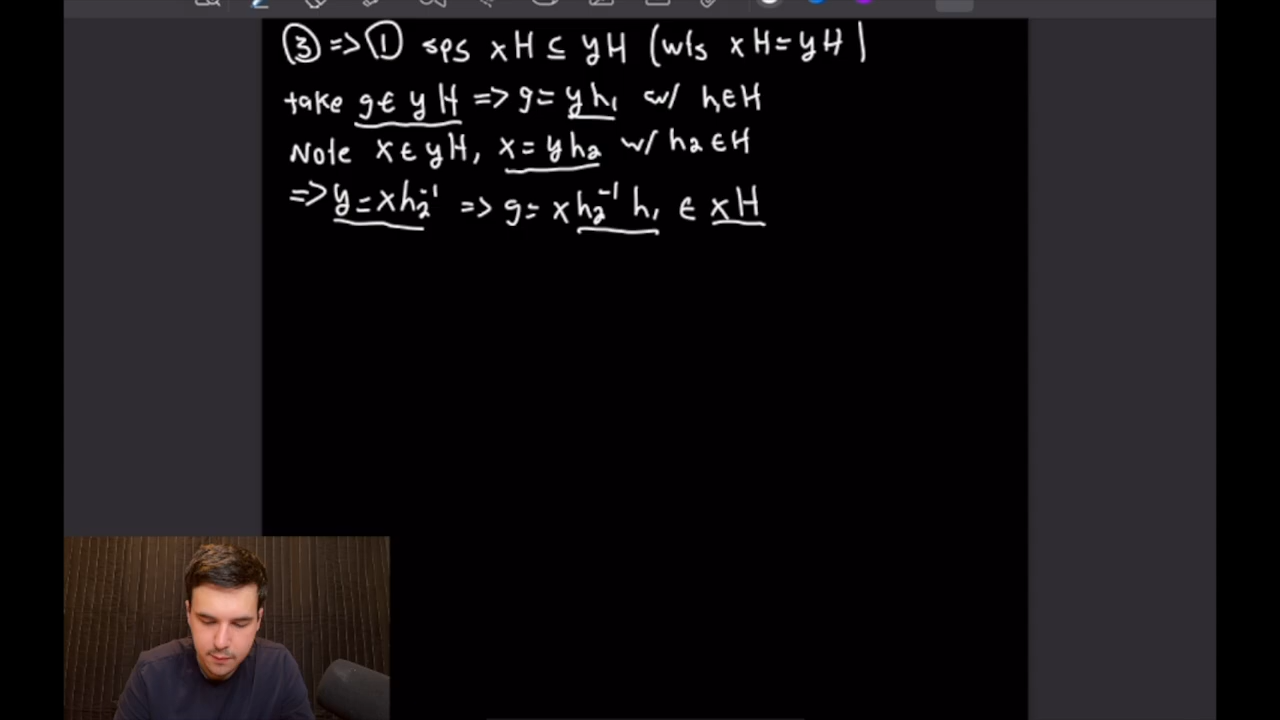 ③ => ① sps xH ⊆ yH (wts xH = yH)
take g ∈ yH => g = yh₁ w/ h₁ ∈ H
Note x ∈ yH, x = yh₂ w/ h₂ ∈ H
=> y = xh₂⁻¹ => g = xh₂⁻¹h₁ ∈ xH